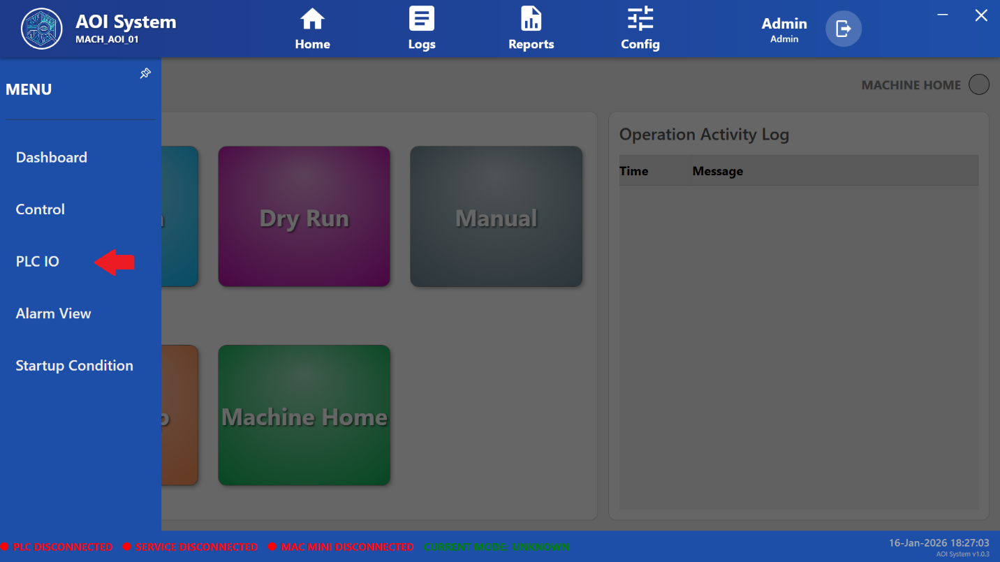 AOI System
MACH_AOI_01
Home
Logs
Reports
Config
Admin
Admin
MENU
Dashboard
Control
PLC IO
Alarm View
Startup Condition
MACHINE HOME
Dry Run
Manual
Machine Home
Operation Activity Log
Time Message
PLC DISCONNECTED SERVICE DISCONNECTED MAC MINI DISCONNECTED CURRENT MODE: UNKNOWN
16-Jan-2026 18:27:03
AOI System v1.0.3